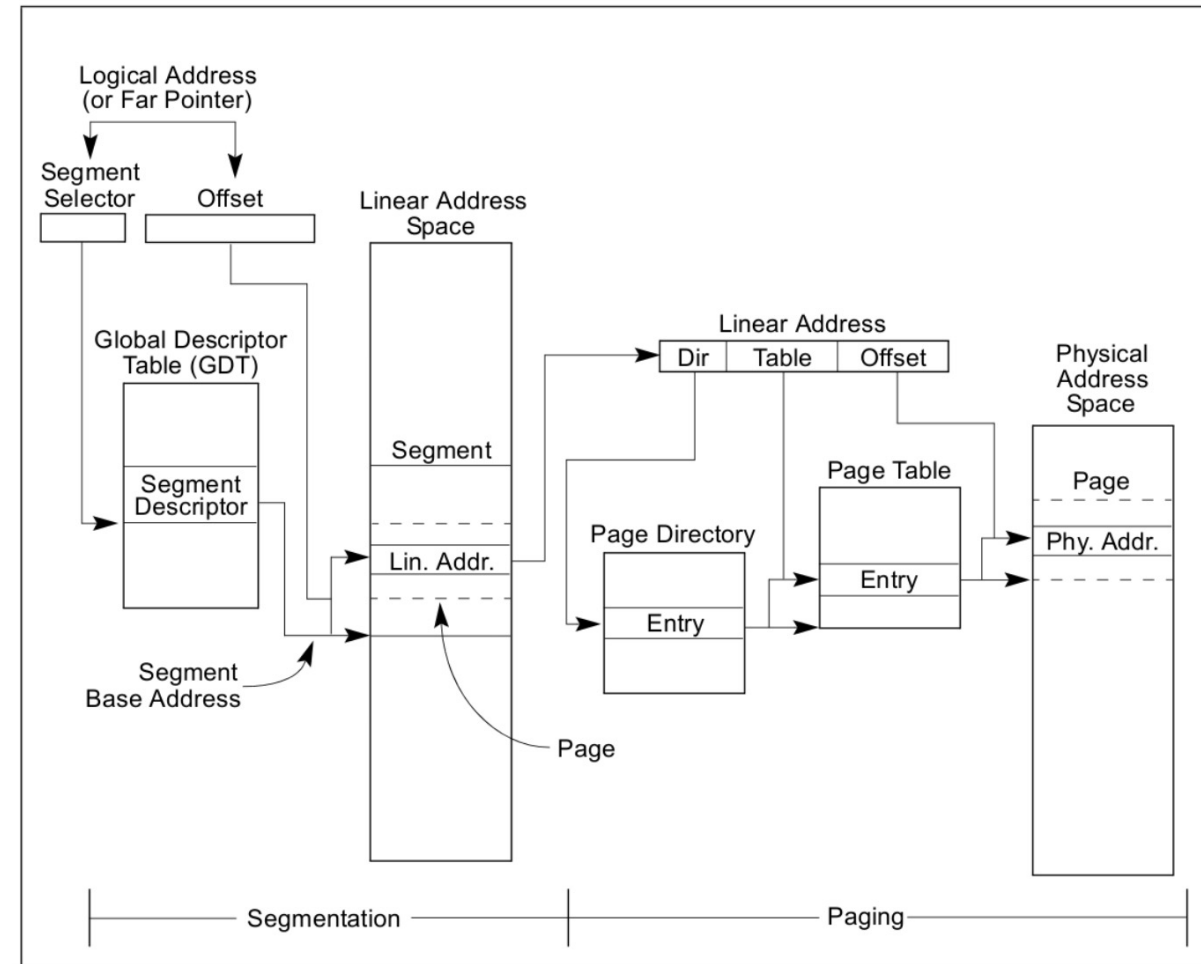 Logical Address
(or Far Pointer)
Segment
Selector
Offset
Linear Address
Space
Global Descriptor
Table (GDT)
Segment
Descriptor
Segment
Lin. Addr.
Segment
Base Address
Page
Linear Address
Dir
Table
Offset
Page Directory
Entry
Page Table
Entry
Physical
Address
Space
Page
Phy. Addr.
Segmentation
Paging